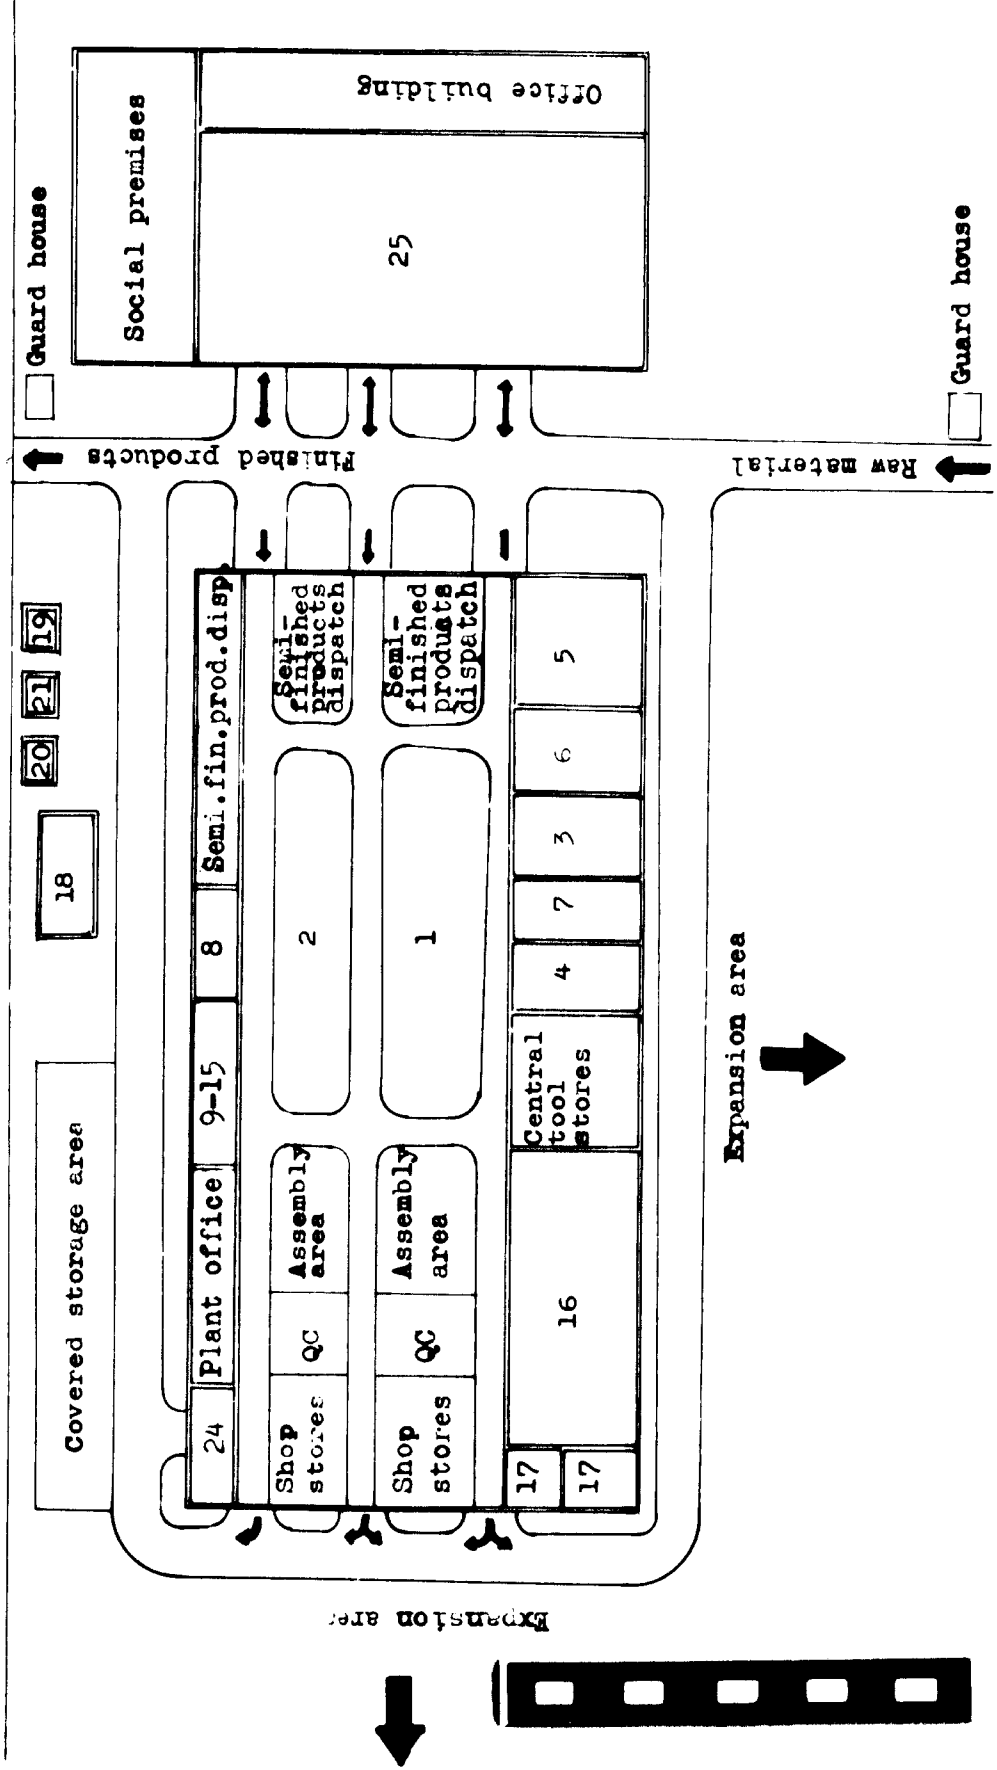 Office building
Social premises
25
Guard house
Guard house
Finished products
Raw material
19
21
20
18
Covered storage area
Semi.fin.prod.disp.
8
9-15
Plant office
24
Semi-
finished
products
dispatch
2
Assembly
area
QC
Shop
stores
Semi-
finished
products
dispatch
1
Assembly
area
QC
Shop
stores
5
6
3
7
4
Central
tool
stores
16
17
17
Expansion area
Expansion area